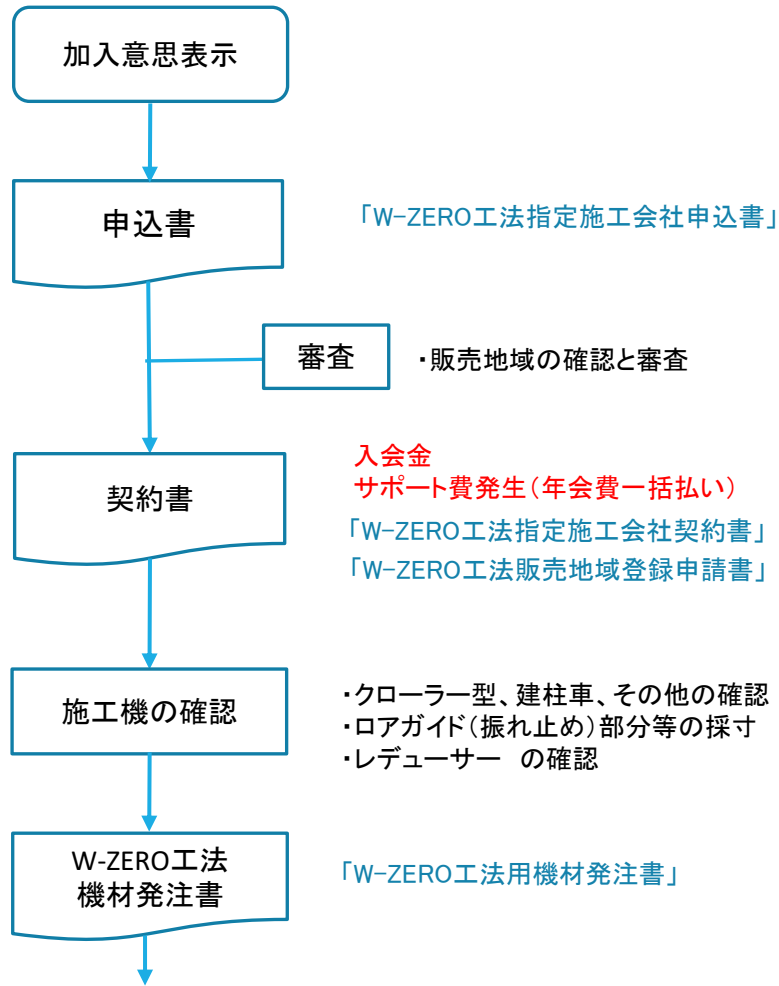 加入意思表示
申込書
「W-ZERO工法指定施工会社申込書」
審査
・販売地域の確認と審査
契約書
入会金
サポート費発生（年会費一括払い）
「W-ZERO工法指定施工会社契約書」
「W-ZERO工法販売地域登録申請書」
施工機の確認
・クローラー型、建柱車、その他の確認
・ロアガイド（振れ止め）部分等の採寸
・レデューサー　の確認
W-ZERO工法
機材発注書
「W-ZERO工法用機材発注書」